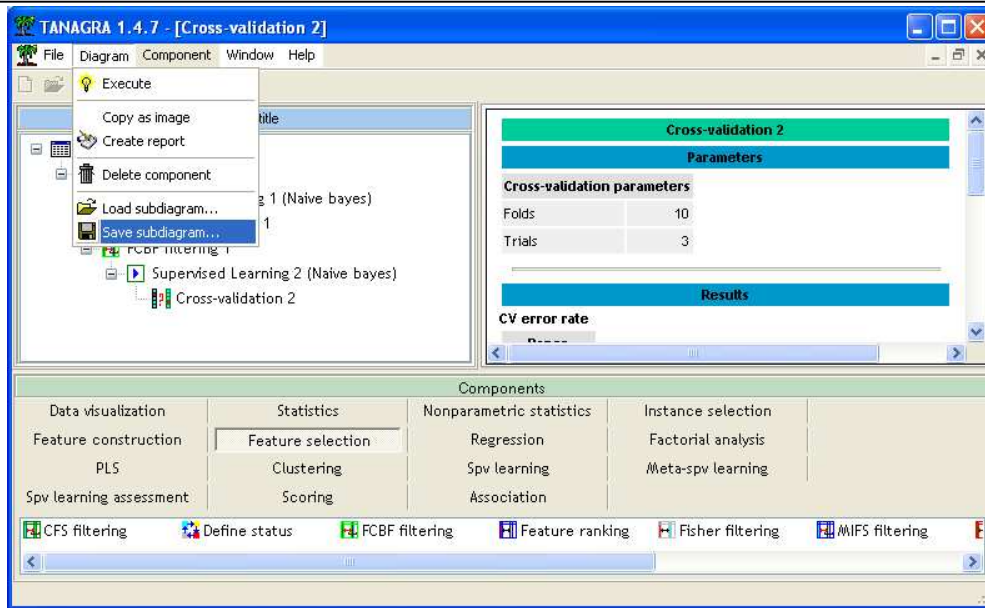 TANAGRA 1.4.7 - [Cross-validation 2]
File Diagram Component Window Help
Execute
Copy as image
Create report
Delete component
Load subdiagram...
Save subdiagram...
title
g 1 (Naive bayes)
1
FCBF filtering 1
Supervised Learning 2 (Naive bayes)
Cross-validation 2
Cross-validation 2
Parameters
Cross-validation parameters
Folds 10
Trials 3
Results
CV error rate
Components
Data visualization Statistics Nonparametric statistics Instance selection
Feature construction Feature selection Regression Factorial analysis
PLS Clustering Spv learning Meta-spv learning
Spv learning assessment Scoring Association
CFS filtering Define status FCBF filtering Feature ranking Fisher filtering MIFS filtering